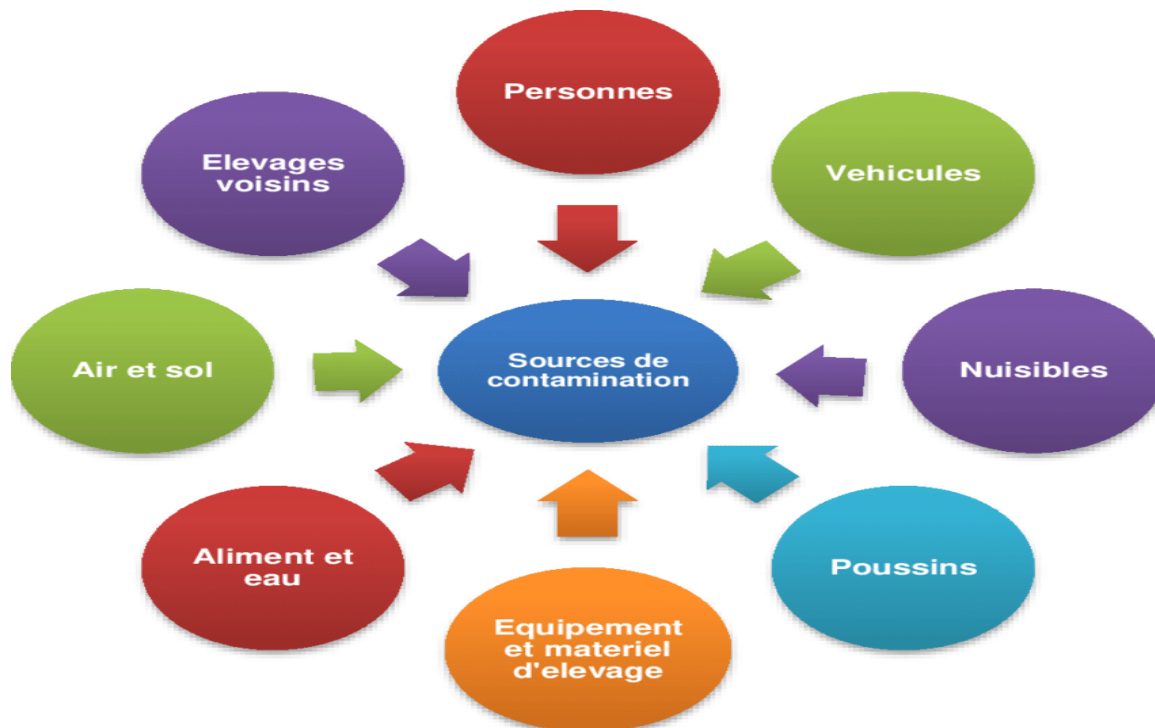 Personnes
Vehicules
Nuisibles
Poussins
Equipement
et materiel
d'elevage
Aliment et
eau
Air et sol
Elevages
voisins
Sources de
contamination